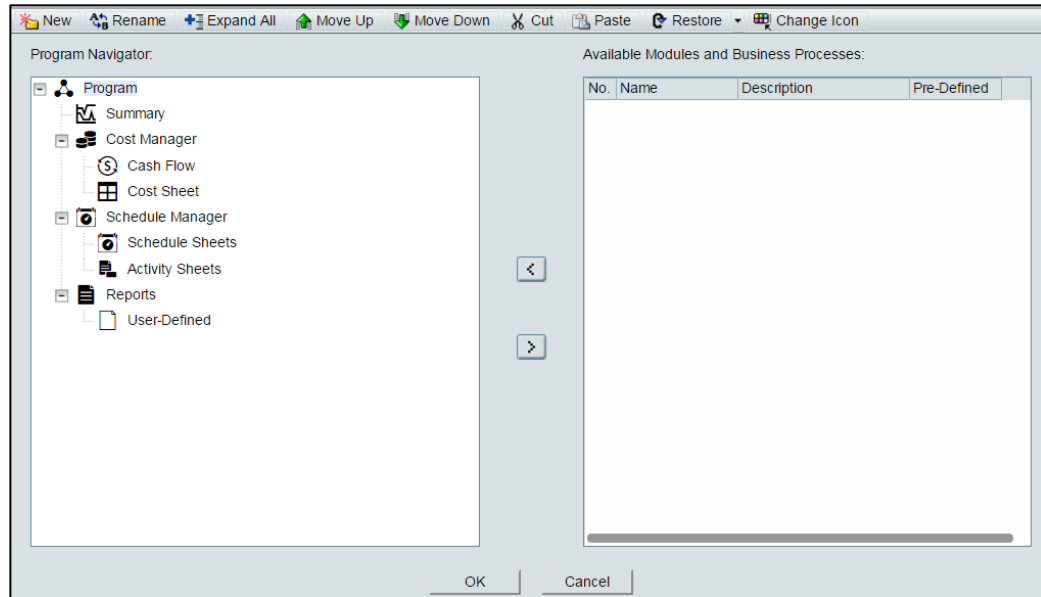 New Rename Expand All Move Up Move Down Cut Paste Restore Change Icon
Program Navigator:
Program
Summary
Cost Manager
Cash Flow
Cost Sheet
Schedule Manager
Schedule Sheets
Activity Sheets
Reports
User-Defined
<
>
Available Modules and Business Processes:
No. Name Description Pre-Defined
OK Cancel